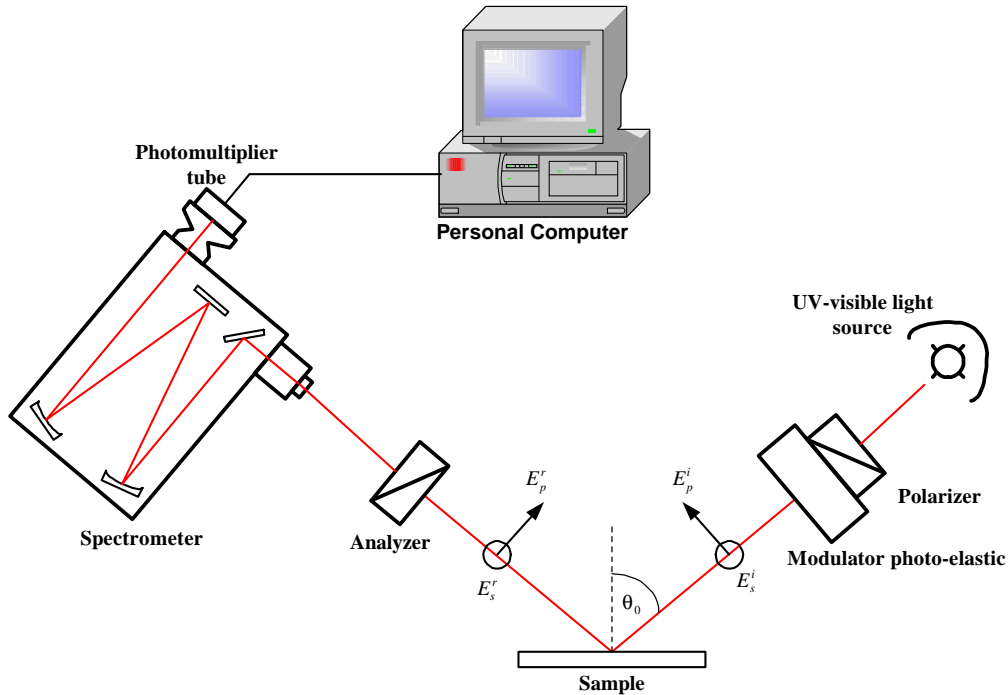 Photomultiplier
tube
Personal Computer
UV-visible light
source
Polarizer
Modulator photo-elastic
Spectrometer
Analyzer
E_p^r
E_s^r
E_p^i
E_s^i
θ_0
Sample